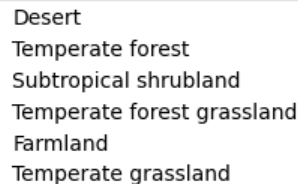 Desert
Temperate forest
Subtropical shrubland
Temperate forest grassland
Farmland
Temperate grassland